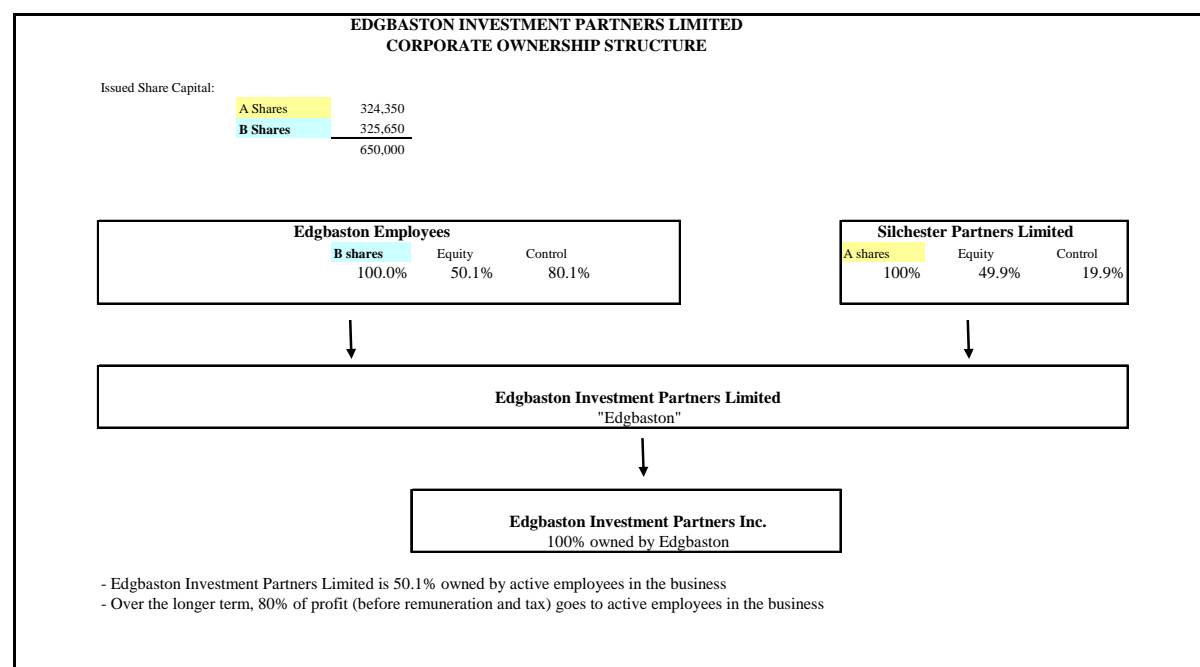 EDGBASTON INVESTMENT PARTNERS LIMITED
CORPORATE OWNERSHIP STRUCTURE
Issued Share Capital:
A Shares 324,350
B Shares 325,650
650,000
Edgbaston Employees
B shares Equity Control
100.0% 50.1% 80.1%
Silchester Partners Limited
A shares Equity Control
100% 49.9% 19.9%
Edgbaston Investment Partners Limited
"Edgbaston"
Edgbaston Investment Partners Inc.
100% owned by Edgbaston
- Edgbaston Investment Partners Limited is 50.1% owned by active employees in the business
- Over the longer term, 80% of profit (before remuneration and tax) goes to active employees in the business